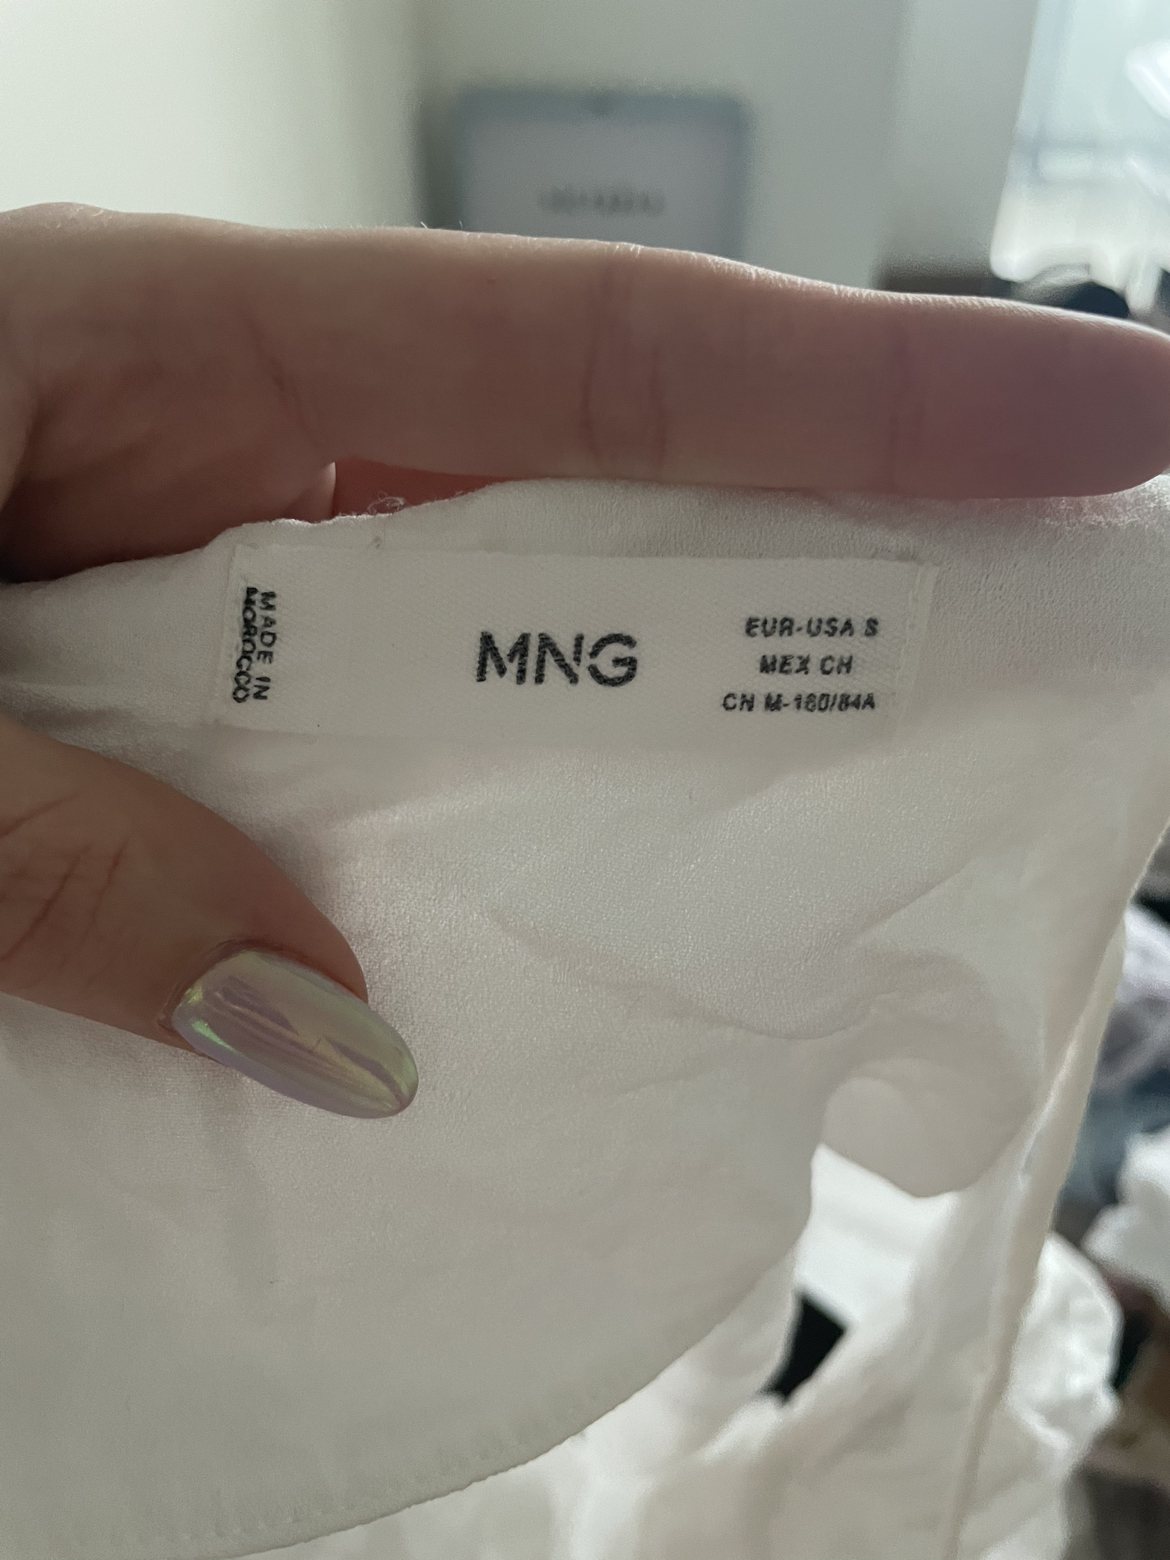 MADE IN
MOROCCO
MNG
EUR-USA S
MEX CH
CN M-160/84A